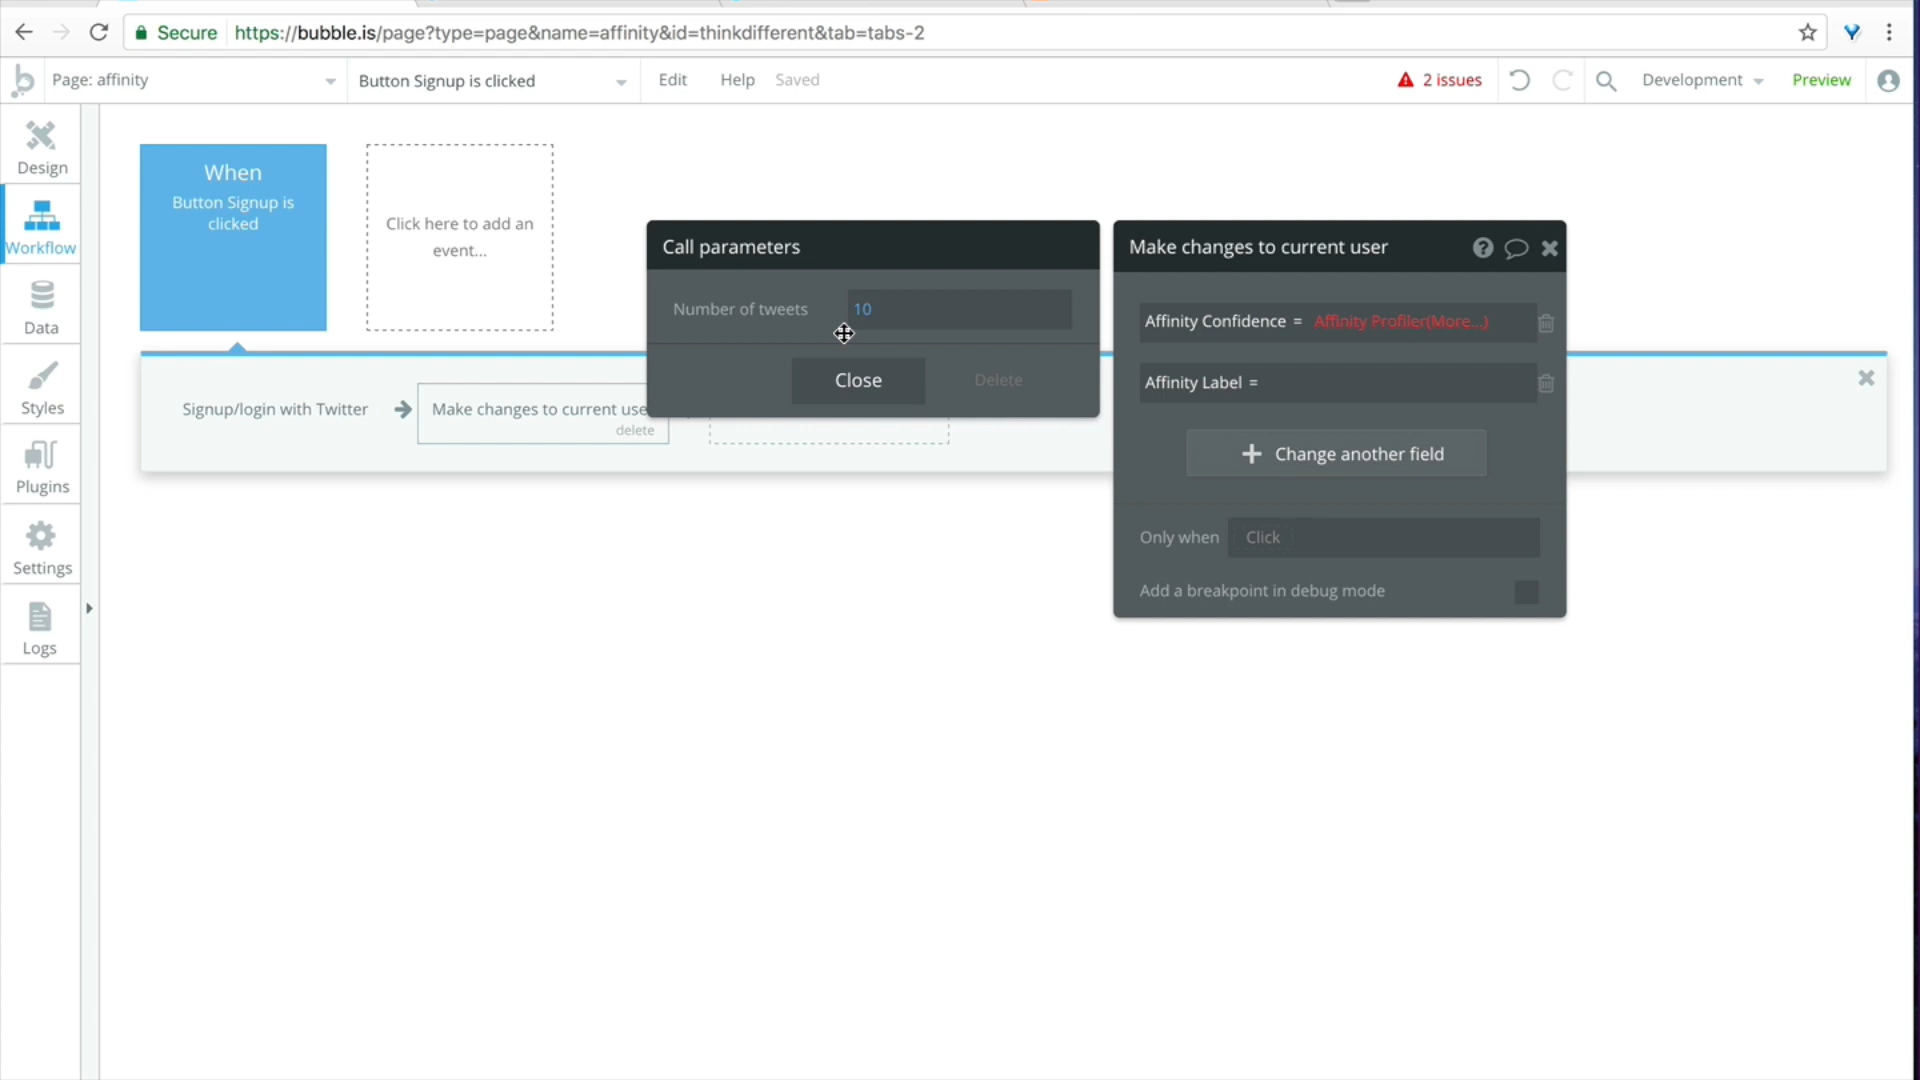 Secure https://bubble.is/page?type=page&name=affinity&id=thinkdifferent&tab=tabs-2
Page: affinity Button Signup is clicked Edit Help Saved 2 issues Development Preview
Design
Workflow
Data
Styles
Plugins
Settings
Logs
When
Button Signup is
clicked
Click here to add an
event...
Call parameters
Number of tweets 10
Close Delete
Make changes to current user
Affinity Confidence = Affinity Profiler(More...)
Affinity Label =
Change another field
Only when Click
Add a breakpoint in debug mode
Signup/login with Twitter Make changes to current use
delete